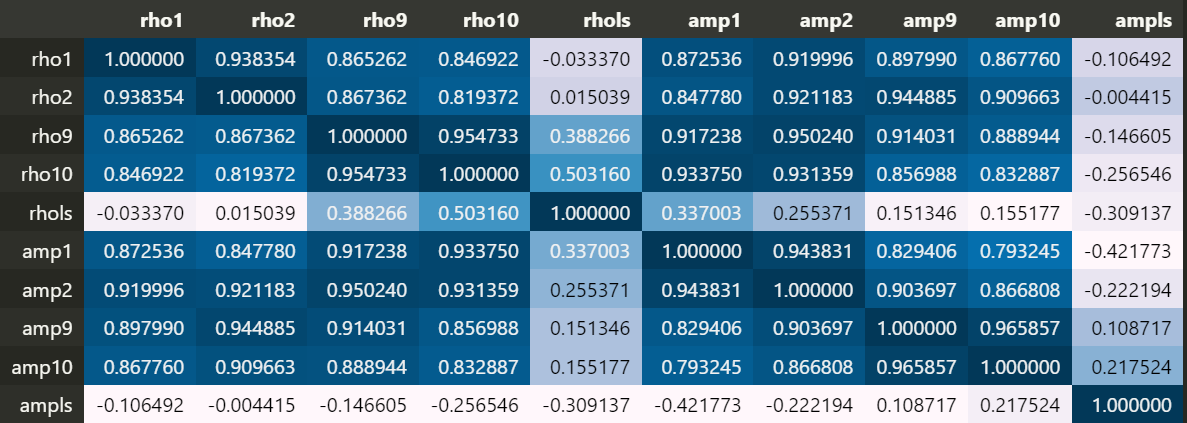 rho1 rho2 rho9 rho10 rhols amp1 amp2 amp9 amp10 ampls
rho1 1.000000 0.938354 0.865262 0.846922 -0.033370 0.872536 0.919996 0.897990 0.867760 -0.106492
rho2 0.938354 1.000000 0.867362 0.819372 0.015039 0.847780 0.921183 0.944885 0.909663 -0.004415
rho9 0.865262 0.867362 1.000000 0.954733 0.388266 0.917238 0.950240 0.914031 0.888944 -0.146605
rho10 0.846922 0.819372 0.954733 1.000000 0.503160 0.933750 0.931359 0.856988 0.832887 -0.256546
rhols -0.033370 0.015039 0.388266 0.503160 1.000000 0.337003 0.255371 0.151346 0.155177 -0.309137
amp1 0.872536 0.847780 0.917238 0.933750 0.337003 1.000000 0.943831 0.829406 0.793245 -0.421773
amp2 0.919996 0.921183 0.950240 0.931359 0.255371 0.943831 1.000000 0.903697 0.866808 -0.222194
amp9 0.897990 0.944885 0.914031 0.856988 0.151346 0.829406 0.903697 1.000000 0.965857 0.108717
amp10 0.867760 0.909663 0.888944 0.832887 0.155177 0.793245 0.866808 0.965857 1.000000 0.217524
ampls -0.106492 -0.004415 -0.146605 -0.256546 -0.309137 -0.421773 -0.222194 0.108717 0.217524 1.000000